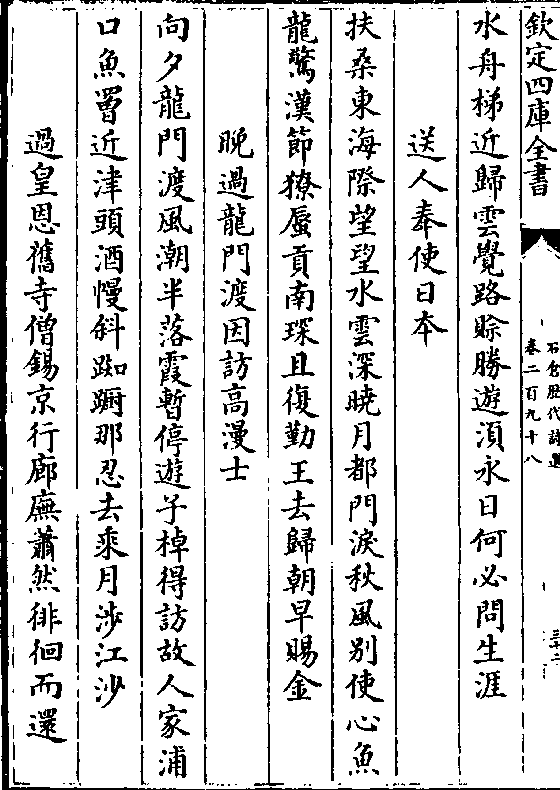 欽定四庫全書
石倉歴代詩選
卷二百九十八
水舟梯近歸雲覺路賖勝遊須永日何必問生涯
送人奉使日本
扶桑東海際望望水雲深曉月都門淚秋風別使心魚
龍驚漢節獠蜑貢南琛且復勤王去歸朝早賜金
晚過龍門渡因訪高漫士
向夕龍門渡風潮半落霞暫停遊子棹得訪故人家浦
口魚罾近津頭酒幔斜踟蹰那忍去乘月涉江沙
過皇恩舊寺僧錫京行廊廡蕭然徘徊而還